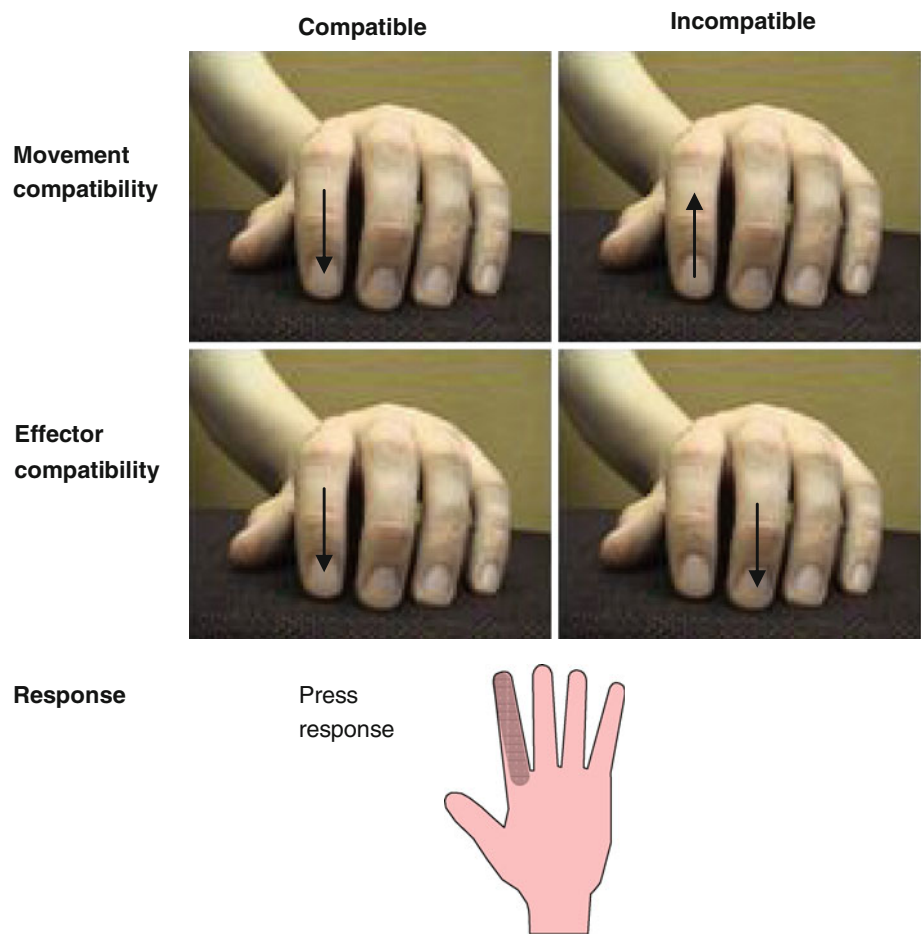 Compatible
Incompatible
Movement
compatibility
Effector
compatibility
Response
Press
response